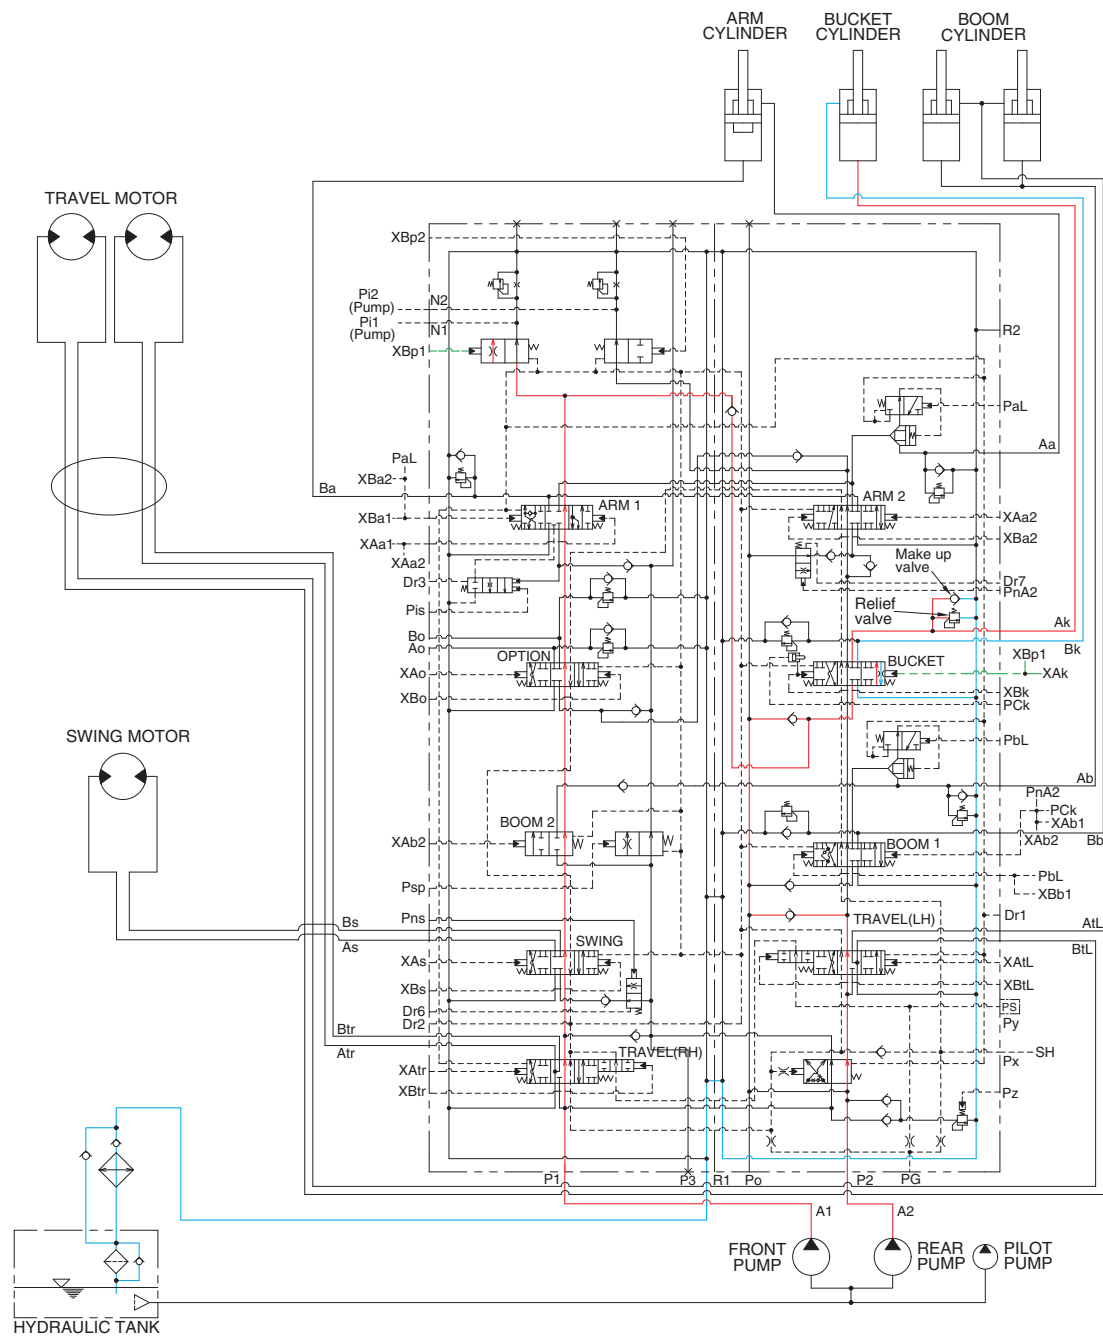 ARM
CYLINDER
BUCKET
CYLINDER
BOOM
CYLINDER
TRAVEL MOTOR
XBp2
Pi2
(Pump)
N2
Pi1
(Pump)
N1
XBp1
R2
PaL
Aa
PaL
XBa2
Ba
ARM 1
ARM 2
XBa1
XAa2
XAa1
XBa2
XAa2
Make up
valve
Dr3
Dr7
PnA2
Pis
Relief
valve
Ak
Bo
Ao
Bk
OPTION
BUCKET
XBp1
XAo
XAk
XBo
XBk
PCk
SWING MOTOR
PbL
Ab
PnA2
PCk
XAb1
BOOM 2
XAb2
BOOM 1
XAb2
Bb
Psp
PbL
XBb1
Pns
TRAVEL(LH)
Dr1
Bs
AtL
As
SWING
BtL
XAs
XAtL
XBs
XBtL
Dr6
PS
Dr2
Py
Btr
Atr
TRAVEL(RH)
SH
Px
XAtr
XBtr
Pz
P1
P3
R1
Po
P2
PG
A1
A2
FRONT
PUMP
REAR
PUMP
PILOT
PUMP
HYDRAULIC TANK